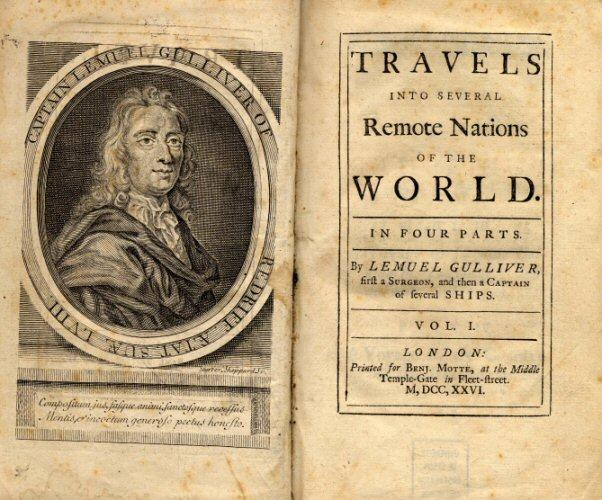 CAPTAIN LEMUEL GULLIVER OF
REDRIFF ÆTAT. SUÆ LVIII.
Sheppard Sc.
Compositum jus, fasque animi, sanctosque recessus
Mentis, et incoctum generoso pectus honesto.
TRAVELS
INTO SEVERAL
Remote Nations
OF THE
WORLD.
IN FOUR PARTS.
By LEMUEL GULLIVER,
first a SURGEON, and then a CAPTAIN
of several SHIPS.
VOL. I.
LONDON:
Printed for BENJ. MOTTE, at the Middle
Temple-Gate in Fleet-street.
M, DCC, XXVI.